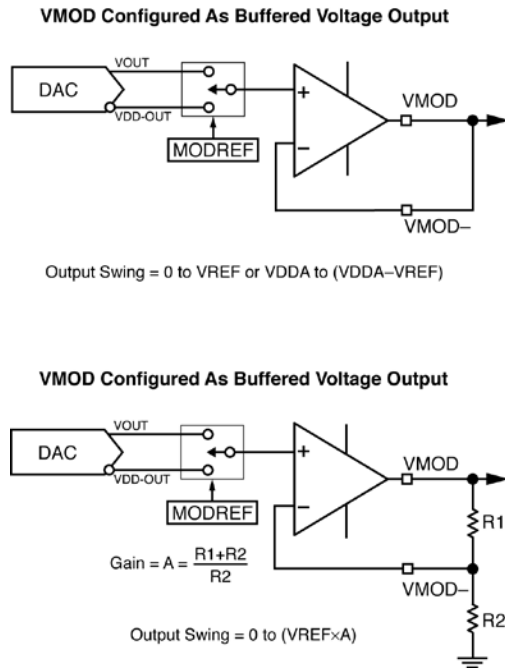 VMOD Configured As Buffered Voltage Output
VOUT
DAC
VDD-OUT
MODREF
+
−
VMOD
VMOD−
Output Swing = 0 to VREF or VDDA to (VDDA−VREF)
VMOD Configured As Buffered Voltage Output
VOUT
DAC
VDD-OUT
MODREF
+
−
VMOD
R1
VMOD−
R2
Gain = A = R1+R2
R2
Output Swing = 0 to (VREF×A)